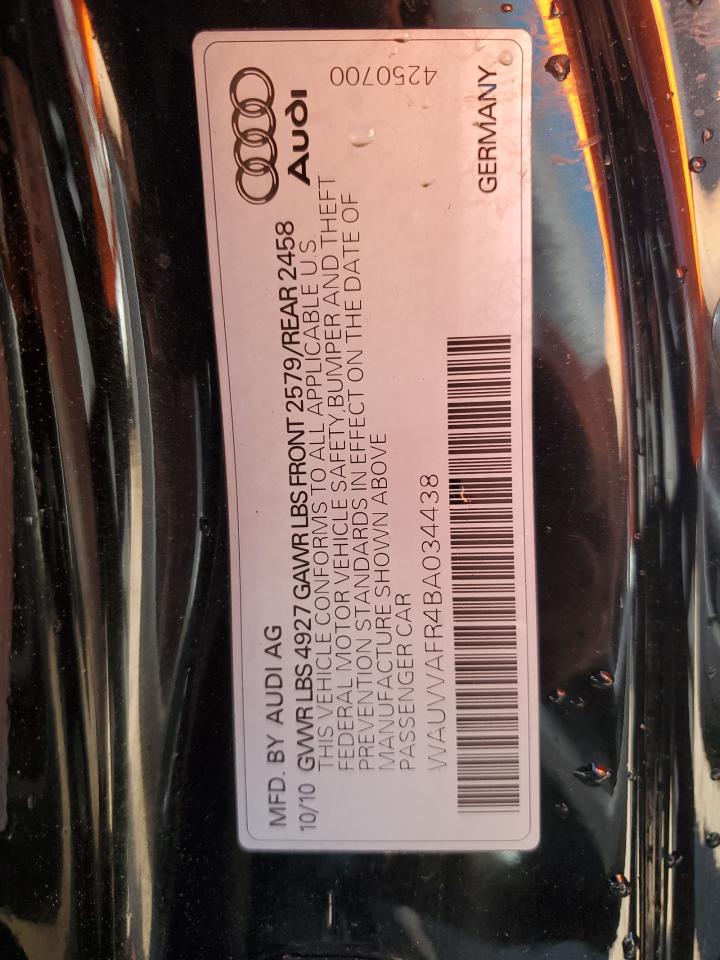 MFD. BY AUDI AG
10/10 GVWR LBS 4927 GAWR LBS FRONT 2579/REAR 2458
THIS VEHICLE CONFORMS TO ALL APPLICABLE U.S.
FEDERAL MOTOR VEHICLE SAFETY, BUMPER AND THEFT
PREVENTION STANDARDS IN EFFECT ON THE DATE OF
MANUFACTURE SHOWN ABOVE
PASSENGER CAR
WAUVVAFR4BA034438
Audi
4250700
GERMANY